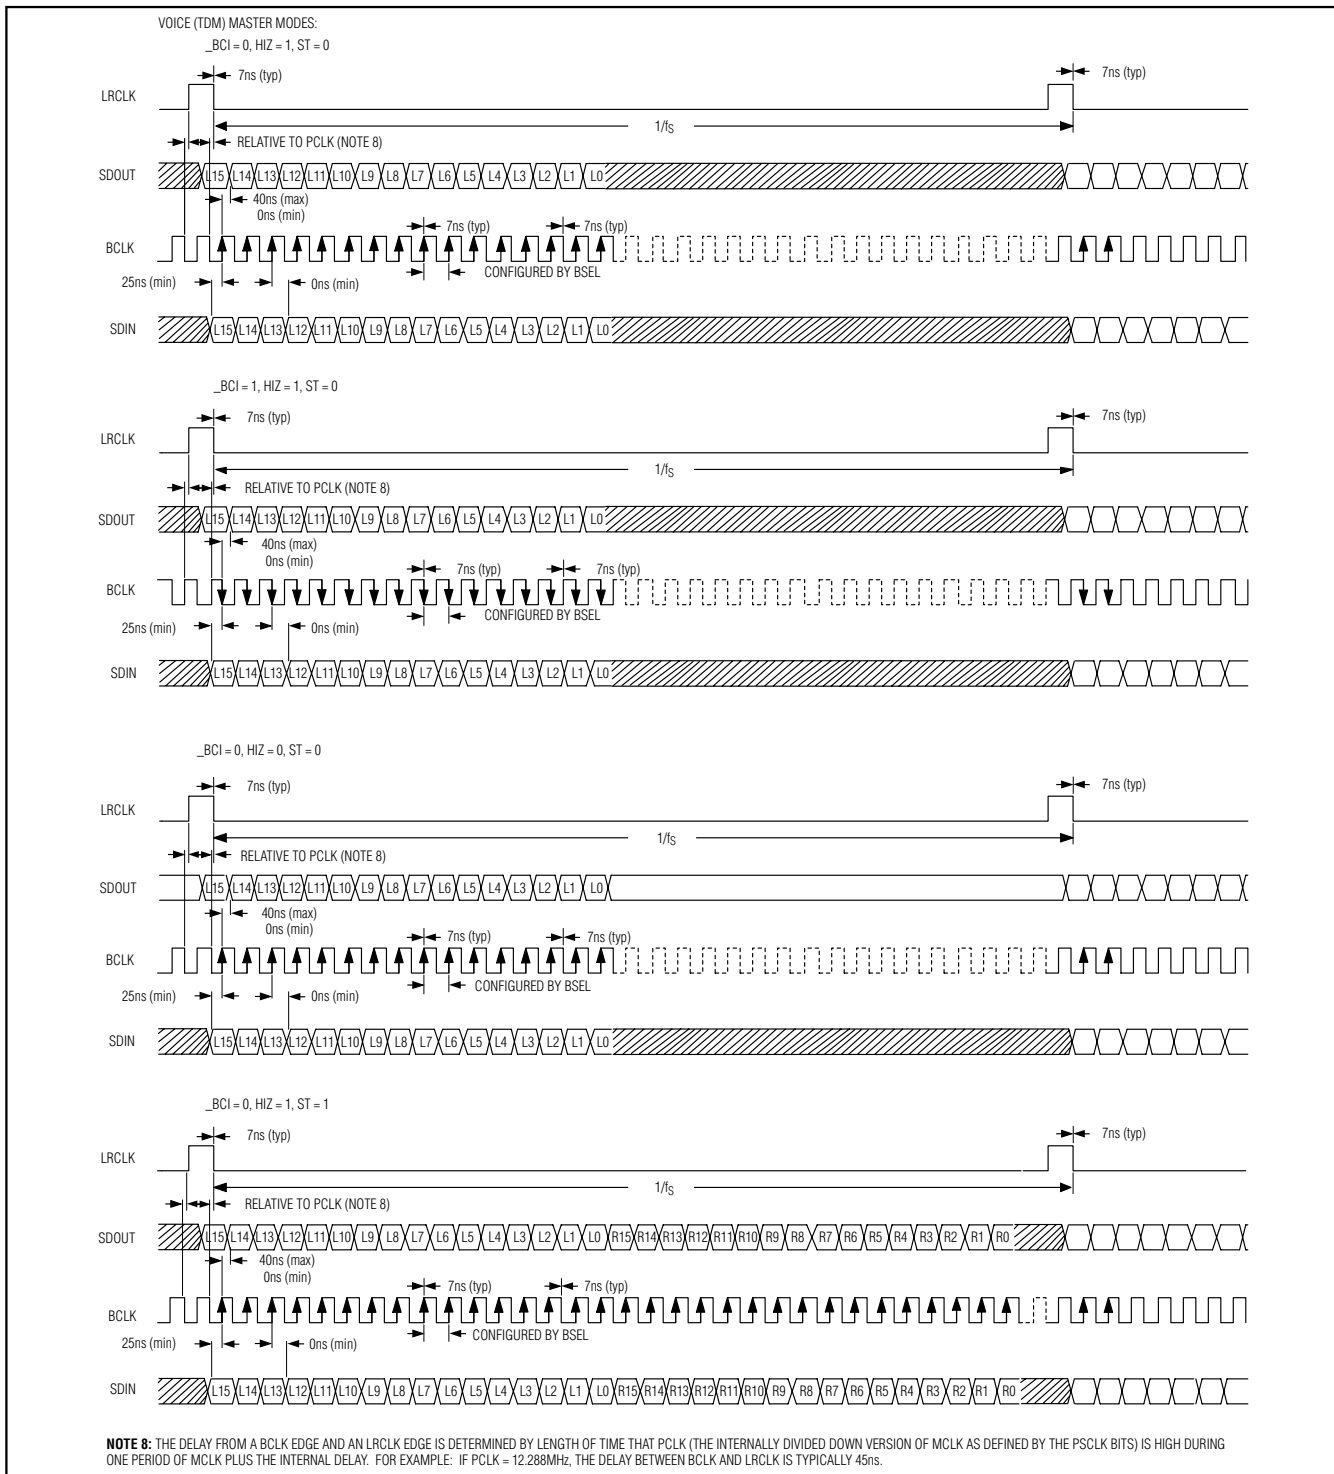 VOICE (TDM) MASTER MODES:
_BCI = 0, HIZ = 1, ST = 0
7ns (typ) 7ns (typ)
LRCLK
1/fS
RELATIVE TO PCLK (NOTE 8)
SDOUT L15 L14 L13 L12 L11 L10 L9 L8 L7 L6 L5 L4 L3 L2 L1 L0
40ns (max)
0ns (min)
7ns (typ) 7ns (typ)
BCLK
CONFIGURED BY BSEL
25ns (min) 0ns (min)
SDIN L15 L14 L13 L12 L11 L10 L9 L8 L7 L6 L5 L4 L3 L2 L1 L0
_BCI = 1, HIZ = 1, ST = 0
7ns (typ) 7ns (typ)
LRCLK
1/fS
RELATIVE TO PCLK (NOTE 8)
SDOUT L15 L14 L13 L12 L11 L10 L9 L8 L7 L6 L5 L4 L3 L2 L1 L0
40ns (max)
0ns (min)
7ns (typ) 7ns (typ)
BCLK
CONFIGURED BY BSEL
25ns (min) 0ns (min)
SDIN L15 L14 L13 L12 L11 L10 L9 L8 L7 L6 L5 L4 L3 L2 L1 L0
_BCI = 0, HIZ = 0, ST = 0
7ns (typ) 7ns (typ)
LRCLK
1/fS
RELATIVE TO PCLK (NOTE 8)
SDOUT L15 L14 L13 L12 L11 L10 L9 L8 L7 L6 L5 L4 L3 L2 L1 L0
40ns (max)
0ns (min)
7ns (typ) 7ns (typ)
BCLK
CONFIGURED BY BSEL
25ns (min) 0ns (min)
SDIN L15 L14 L13 L12 L11 L10 L9 L8 L7 L6 L5 L4 L3 L2 L1 L0
_BCI = 0, HIZ = 1, ST = 1
7ns (typ) 7ns (typ)
LRCLK
1/fS
RELATIVE TO PCLK (NOTE 8)
SDOUT L15 L14 L13 L12 L11 L10 L9 L8 L7 L6 L5 L4 L3 L2 L1 L0 R15 R14 R13 R12 R11 R10 R9 R8 R7 R6 R5 R4 R3 R2 R1 R0
40ns (max)
0ns (min)
7ns (typ) 7ns (typ)
BCLK
CONFIGURED BY BSEL
25ns (min) 0ns (min)
SDIN L15 L14 L13 L12 L11 L10 L9 L8 L7 L6 L5 L4 L3 L2 L1 L0 R15 R14 R13 R12 R11 R10 R9 R8 R7 R6 R5 R4 R3 R2 R1 R0
NOTE 8: THE DELAY FROM A BCLK EDGE AND AN LRCLK EDGE IS DETERMINED BY LENGTH OF TIME THAT PCLK (THE INTERNALLY DIVIDED DOWN VERSION OF MCLK AS DEFINED BY THE PSCLK BITS) IS HIGH DURING
ONE PERIOD OF MCLK PLUS THE INTERNAL DELAY. FOR EXAMPLE: IF PCLK = 12.288MHz, THE DELAY BETWEEN BCLK AND LRCLK IS TYPICALLY 45ns.